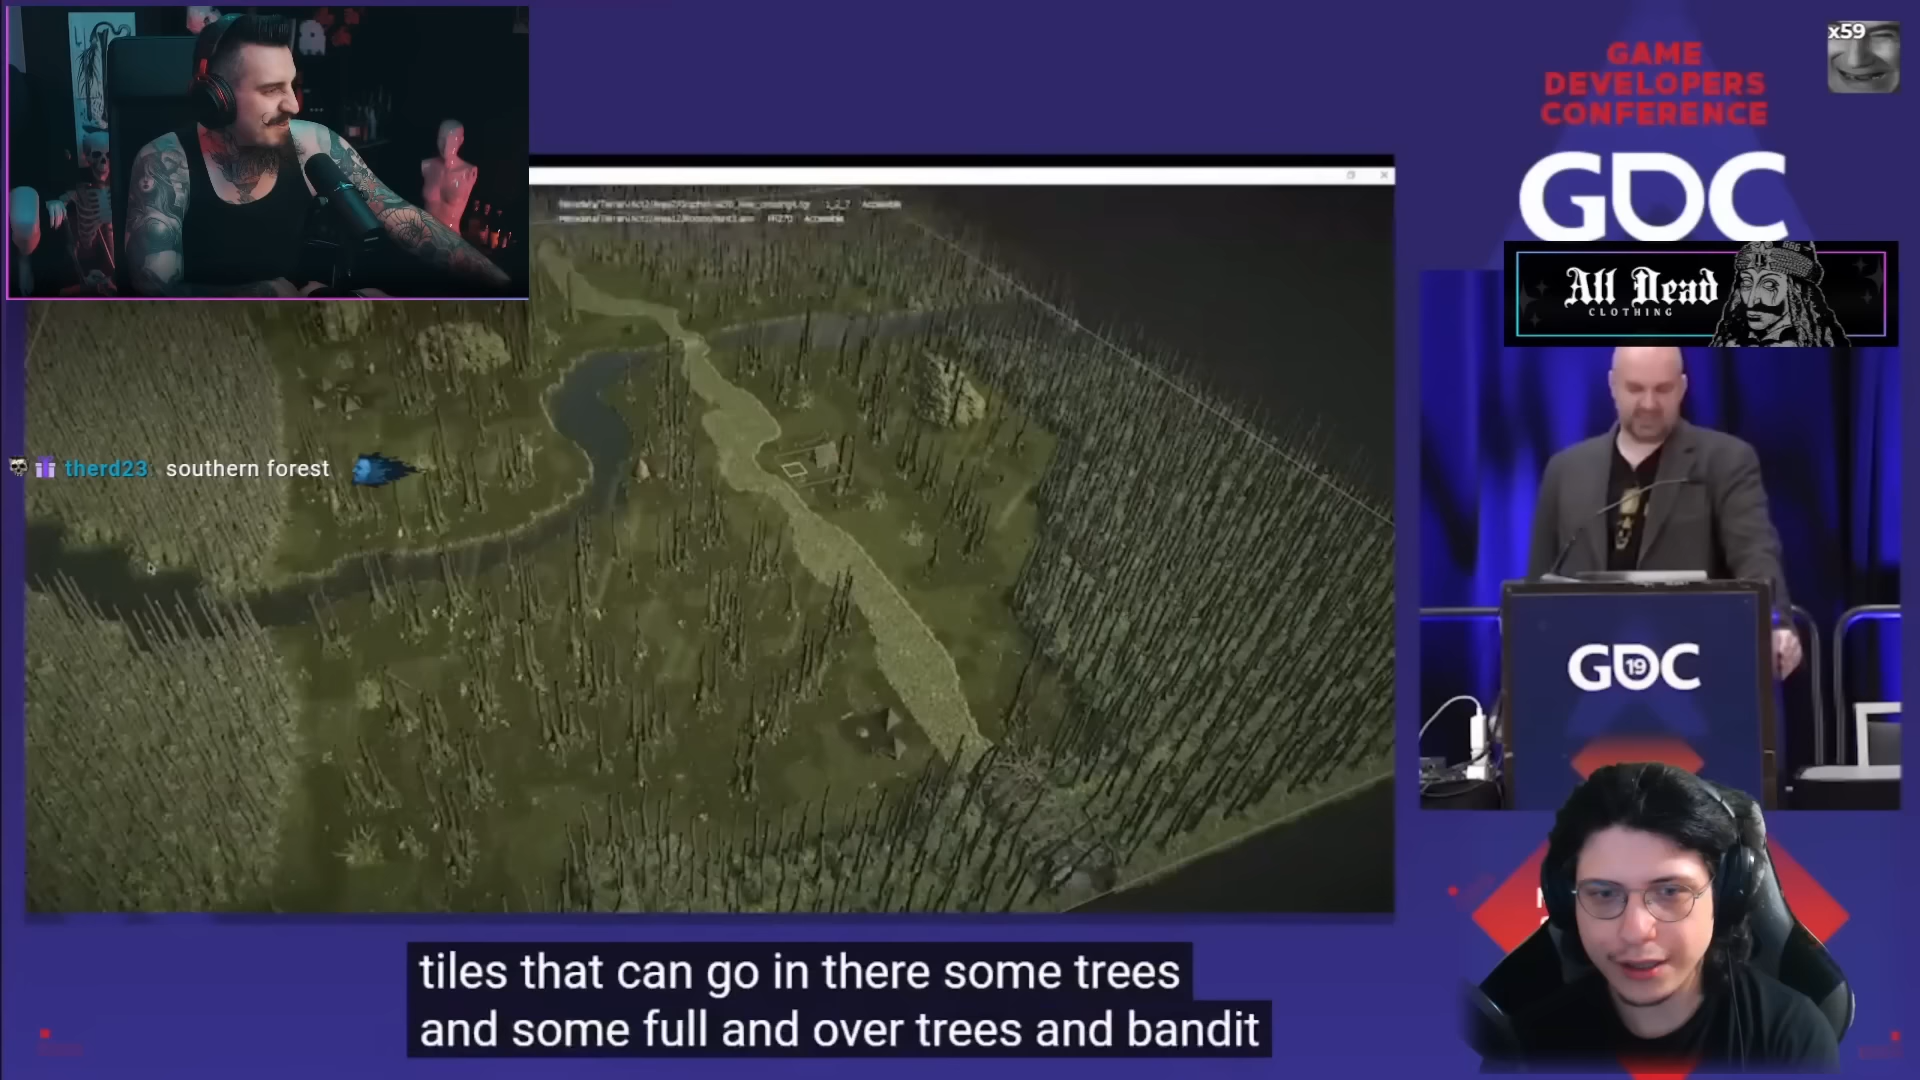 x59
GAME
DEVELOPERS
CONFERENCE
GDC
All Dead
CLOTHING
therd23 southern forest
GDC
19
tiles that can go in there some trees
and some full and over trees and bandit